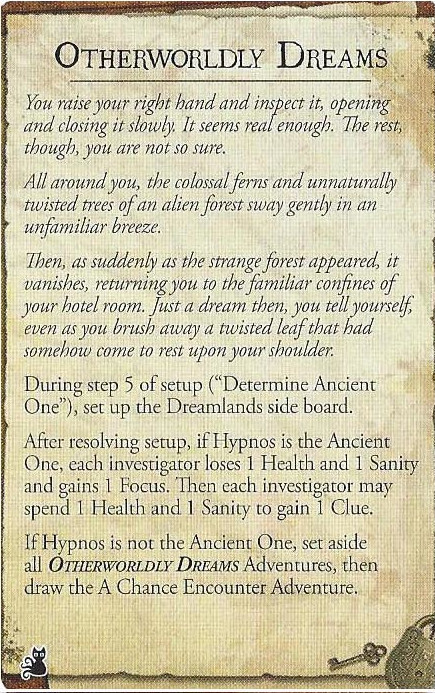 Otherworldly Dreams
You raise your right hand and inspect it, opening
and closing it slowly. It seems real enough. The rest,
though, you are not so sure.
All around you, the colossal ferns and unnaturally
twisted trees of an alien forest sway gently in an
unfamiliar breeze.
Then, as suddenly as the strange forest appeared, it
vanishes, returning you to the familiar confines of
your hotel room. Just a dream then, you tell yourself,
even as you brush away a twisted leaf that had
somehow come to rest upon your shoulder.
During step 5 of setup (“Determine Ancient
One”), set up the Dreamlands side board.
After resolving setup, if Hypnos is the Ancient
One, each investigator loses 1 Health and 1 Sanity
and gains 1 Focus. Then each investigator may
spend 1 Health and 1 Sanity to gain 1 Clue.
If Hypnos is not the Ancient One, set aside
all Otherworldly Dreams Adventures, then
draw the A Chance Encounter Adventure.